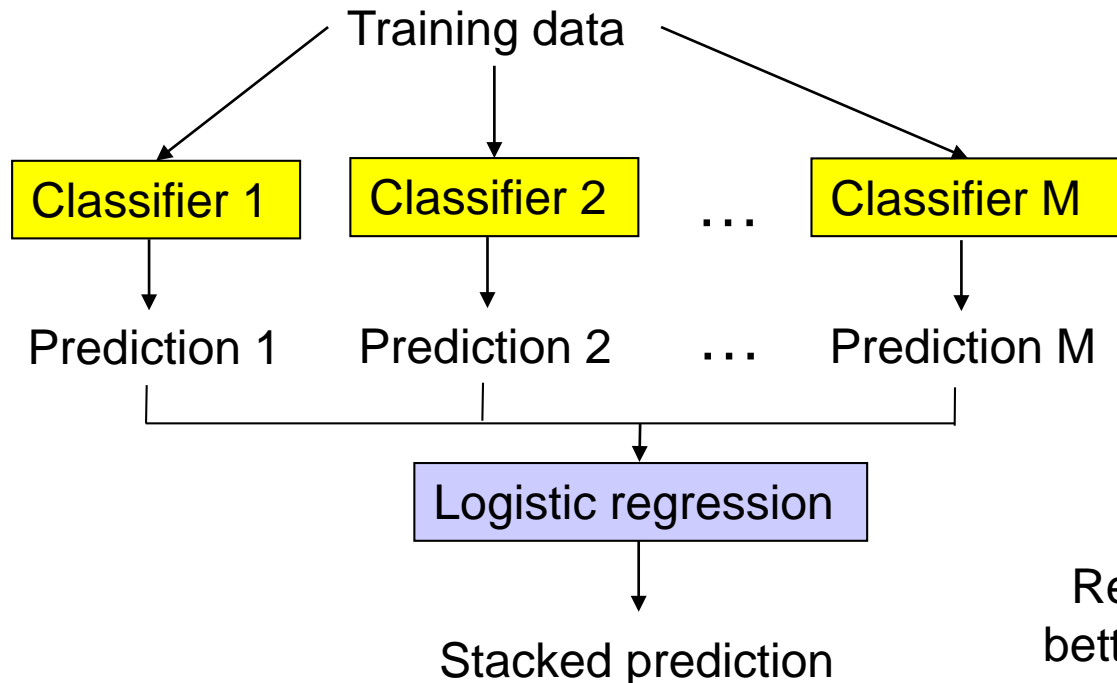 Training data
Classifier 1 Classifier 2 … Classifier M
Prediction 1 Prediction 2 … Prediction M
Logistic regression
Stacked prediction